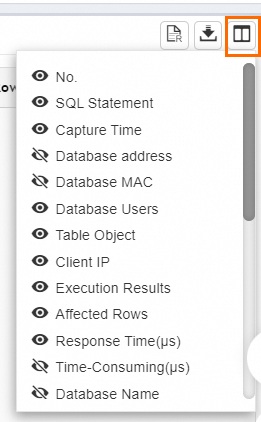 R
ow
No.
SQL Statement
Capture Time
Database address
Database MAC
Database Users
Table Object
Client IP
Execution Results
Affected Rows
Response Time(μs)
Time-Consuming(μs)
Database Name